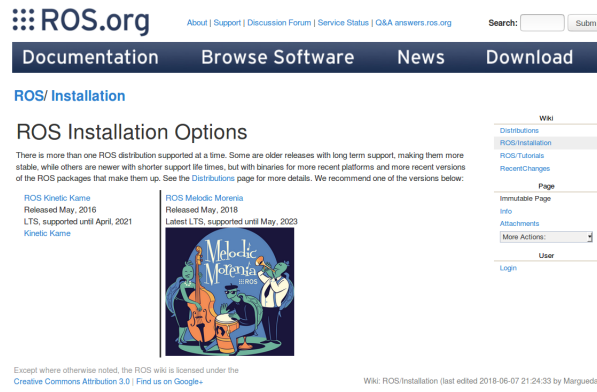 ROS.org
About | Support | Discussion Forum | Service Status | Q&A answers.ros.org
Search: Subm
Documentation Browse Software News Download
ROS/ Installation
ROS Installation Options
There is more than one ROS distribution supported at a time. Some are older releases with long term support, making them more
stable, while others are newer with shorter support life times, but with binaries for more recent platforms and more recent versions
of the ROS packages that make them up. See the Distributions page for more details. We recommend one of the versions below:
ROS Kinetic Kame
Released May, 2016
LTS, supported until April, 2021
Kinetic Kame
ROS Melodic Morenia
Released May, 2018
Latest LTS, supported until May, 2023
Melodic
Morenia
ROS
Wiki
Distributions
ROS/Installation
ROS/Tutorials
RecentChanges
Page
Immutable Page
Info
Attachments
More Actions:
User
Login
Except where otherwise noted, the ROS wiki is licensed under the
Creative Commons Attribution 3.0 | Find us on Google+
Wiki: ROS/Installation (last edited 2018-06-07 21:24:33 by Margueda